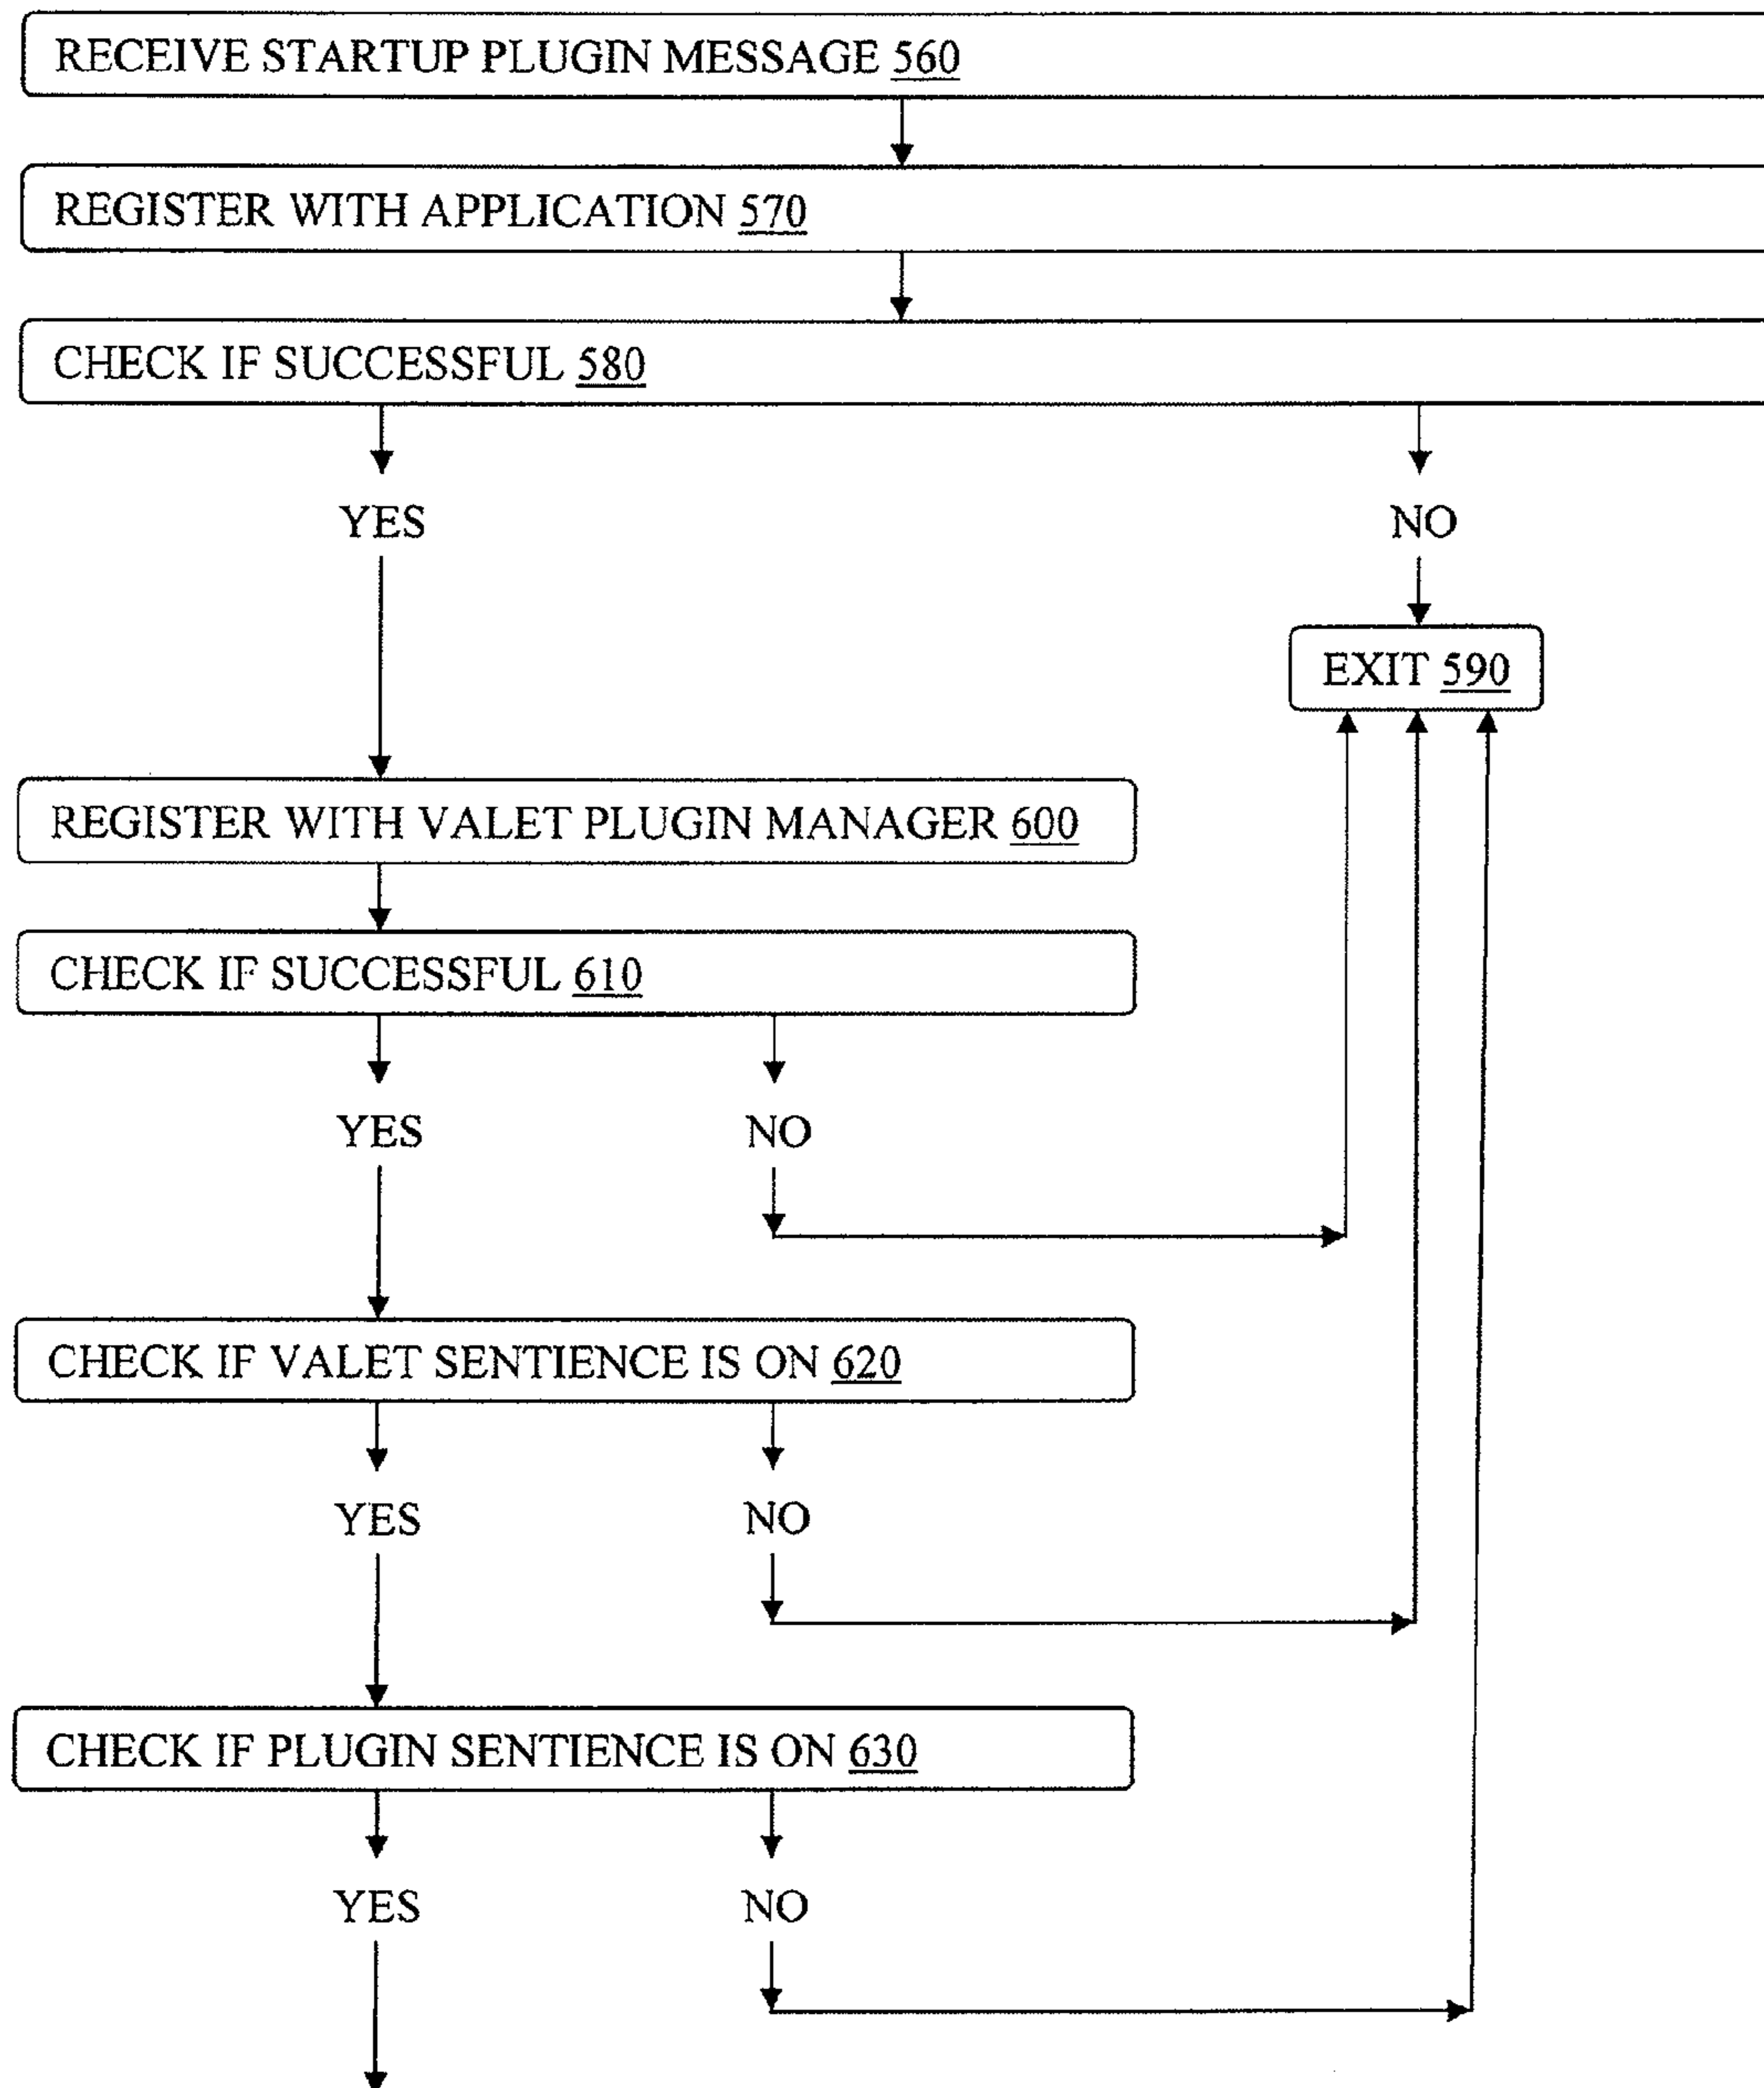 RECEIVE STARTUP PLUGIN MESSAGE 560
REGISTER WITH APPLICATION 570
CHECK IF SUCCESSFUL 580
YES
NO
EXIT 590
REGISTER WITH VALET PLUGIN MANAGER 600
CHECK IF SUCCESSFUL 610
YES
NO
CHECK IF VALET SENTIENCE IS ON 620
YES
NO
CHECK IF PLUGIN SENTIENCE IS ON 630
YES
NO